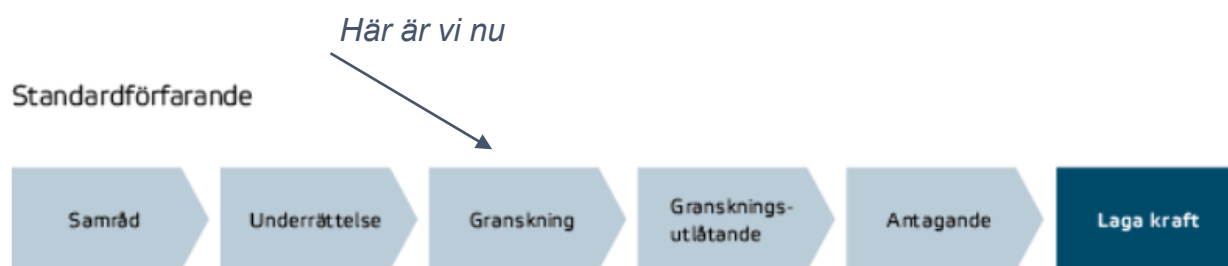 Här är vi nu
Standardförfarande
Samråd
Underrättelse
Granskning
Gransknings-
utlåtande
Antagande
Laga kraft